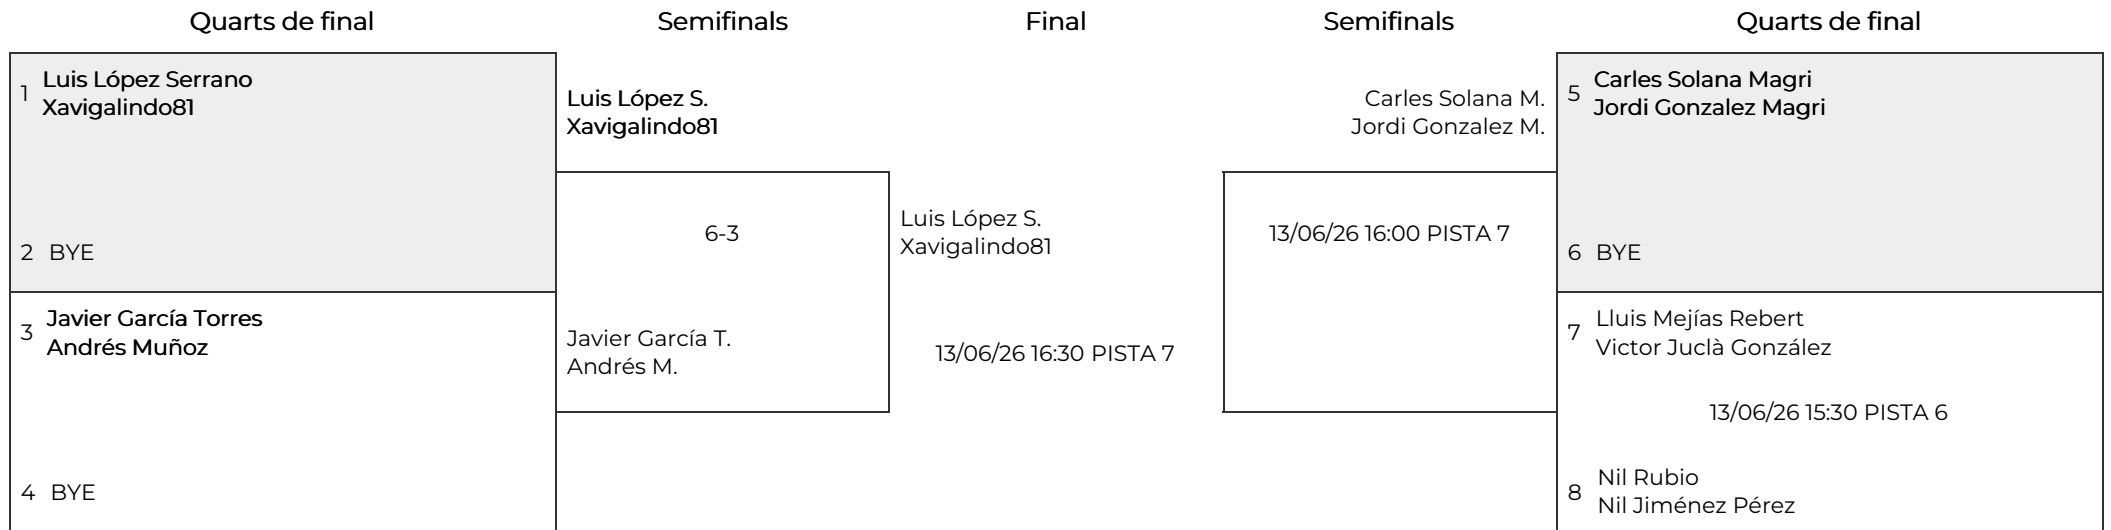 Quarts de final
Semifinals
Final
Semifinals
Quarts de final
1
Luis López Serrano
Xavigalindo81
2 BYE
3
Javier García Torres
Andrés Muñoz
4 BYE
Luis López S.
Xavigalindo81
6-3
Javier García T.
Andrés M.
Luis López S.
Xavigalindo81
13/06/26 16:30 PISTA 7
Carles Solana M.
Jordi Gonzalez M.
13/06/26 16:00 PISTA 7
5
Carles Solana Magri
Jordi Gonzalez Magri
6 BYE
7
Lluis Mejías Rebert
Victor Juclà González
13/06/26 15:30 PISTA 6
8
Nil Rubio
Nil Jiménez Pérez